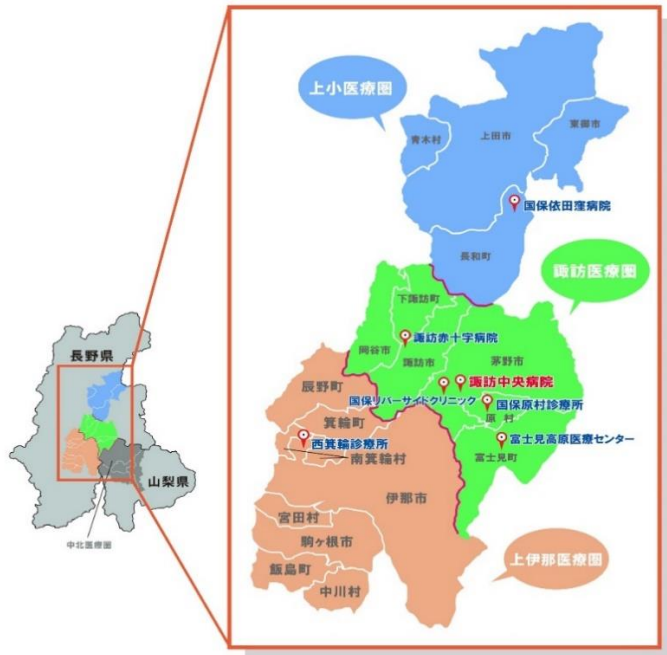 上小医療圏
青木村
上田市
東御市
国保依田窪病院
長和町
諏訪医療圏
下諏訪町
岡谷市
諏訪赤十字病院
諏訪市
茅野市
諏訪中央病院
国保リバーサイドクリニック
国保原村診療所
原村
富士見高原医療センター
富士見町
辰野町
箕輪町
西箕輪診療所
南箕輪村
伊那市
宮田村
駒ヶ根市
飯島町
中川村
上伊那医療圏
長野県
山梨県
中北医療圏